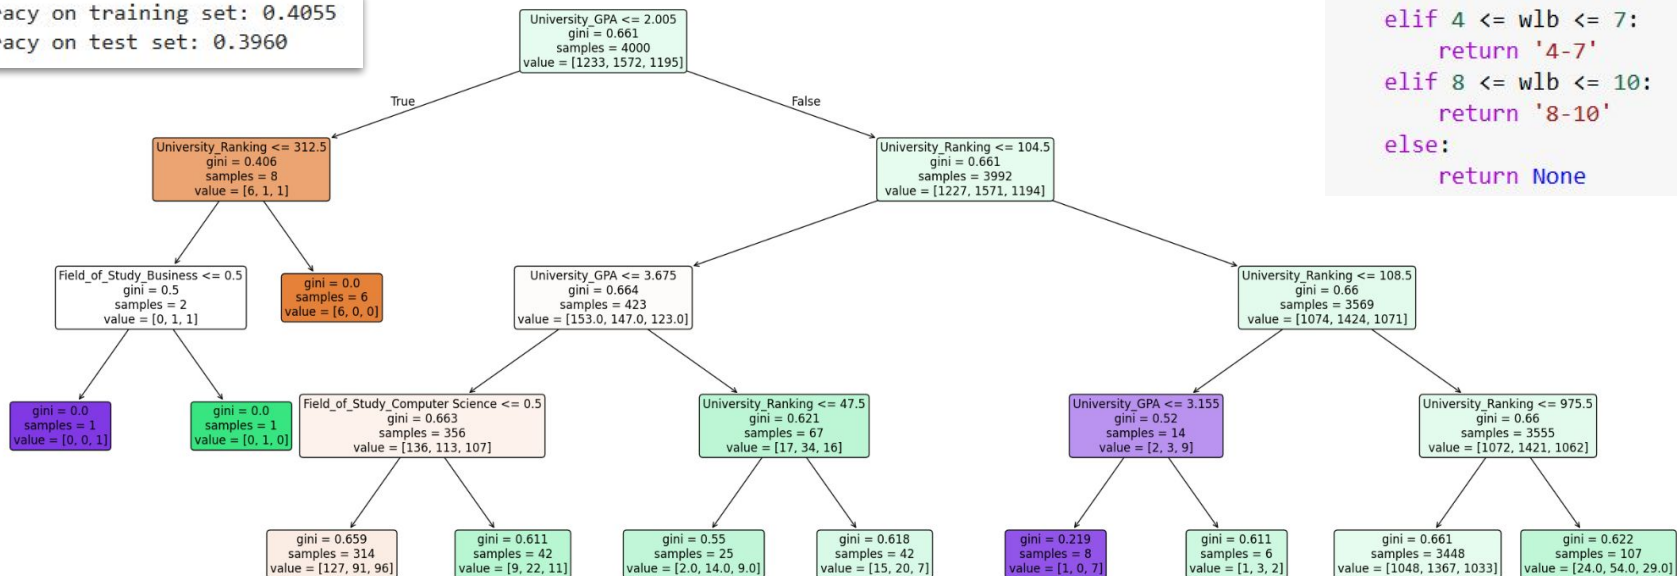 acy on training set: 0.4055
acy on test set: 0.3960
elif 4 <= wlb <= 7:
return '4-7'
elif 8 <= wlb <= 10:
return '8-10'
else:
return None
University_GPA <= 2.005
gini = 0.661
samples = 4000
value = [1233, 1572, 1195]
True
False
University_Ranking <= 312.5
gini = 0.406
samples = 8
value = [6, 1, 1]
University_Ranking <= 104.5
gini = 0.661
samples = 3992
value = [1227, 1571, 1194]
Field_of_Study_Business <= 0.5
gini = 0.5
samples = 2
value = [0, 1, 1]
gini = 0.0
samples = 6
value = [6, 0, 0]
University_GPA <= 3.675
gini = 0.664
samples = 423
value = [153.0, 147.0, 123.0]
University_Ranking <= 108.5
gini = 0.66
samples = 3569
value = [1074, 1424, 1071]
gini = 0.0
samples = 1
value = [0, 0, 1]
gini = 0.0
samples = 1
value = [0, 1, 0]
Field_of_Study_Computer Science <= 0.5
gini = 0.663
samples = 356
value = [136, 113, 107]
University_Ranking <= 47.5
gini = 0.621
samples = 67
value = [17, 34, 16]
University_GPA <= 3.155
gini = 0.52
samples = 14
value = [2, 3, 9]
University_Ranking <= 975.5
gini = 0.66
samples = 3555
value = [1072, 1421, 1062]
gini = 0.659
samples = 314
value = [127, 91, 96]
gini = 0.611
samples = 42
value = [9, 22, 11]
gini = 0.55
samples = 25
value = [2.0, 14.0, 9.0]
gini = 0.618
samples = 42
value = [15, 20, 7]
gini = 0.219
samples = 8
value = [1, 0, 7]
gini = 0.611
samples = 6
value = [1, 3, 2]
gini = 0.661
samples = 3448
value = [1048, 1367, 1033]
gini = 0.622
samples = 107
value = [24.0, 54.0, 29.0]